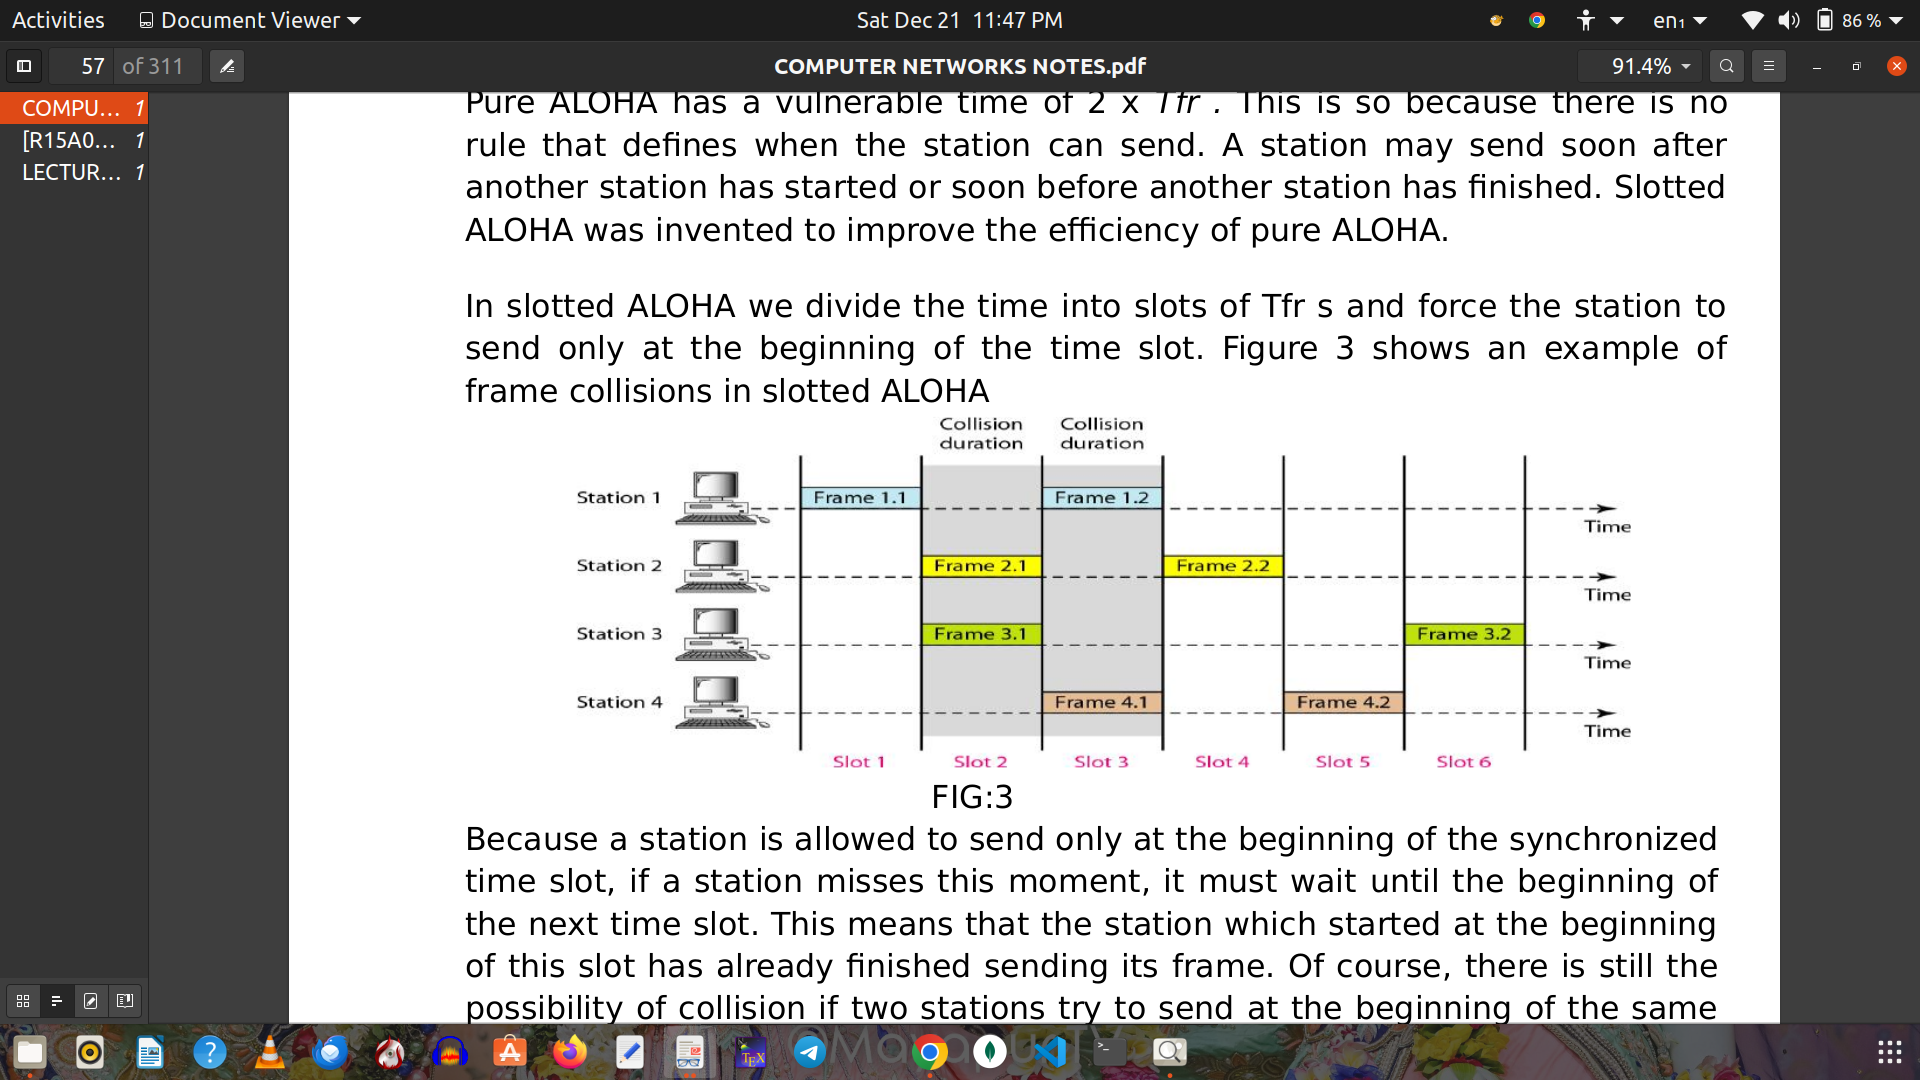 Activities Document Viewer Sat Dec 21 11:47 PM en₁ 86 %
57 of 311 COMPUTER NETWORKS NOTES.pdf 91.4%
COMPU... 1
[R15A0... 1
LECTUR... 1
Pure ALOHA has a vulnerable time of 2 x Tfr . This is so because there is no
rule that defines when the station can send. A station may send soon after
another station has started or soon before another station has finished. Slotted
ALOHA was invented to improve the efficiency of pure ALOHA.
In slotted ALOHA we divide the time into slots of Tfr s and force the station to
send only at the beginning of the time slot. Figure 3 shows an example of
frame collisions in slotted ALOHA
Collision Collision
duration duration
Station 1 Frame 1.1 Frame 1.2
Time
Station 2 Frame 2.1 Frame 2.2
Time
Station 3 Frame 3.1 Frame 3.2
Time
Station 4 Frame 4.1 Frame 4.2
Time
Slot 1 Slot 2 Slot 3 Slot 4 Slot 5 Slot 6
FIG:3
Because a station is allowed to send only at the beginning of the synchronized
time slot, if a station misses this moment, it must wait until the beginning of
the next time slot. This means that the station which started at the beginning
of this slot has already finished sending its frame. Of course, there is still the
possibility of collision if two stations try to send at the beginning of the same
TEX